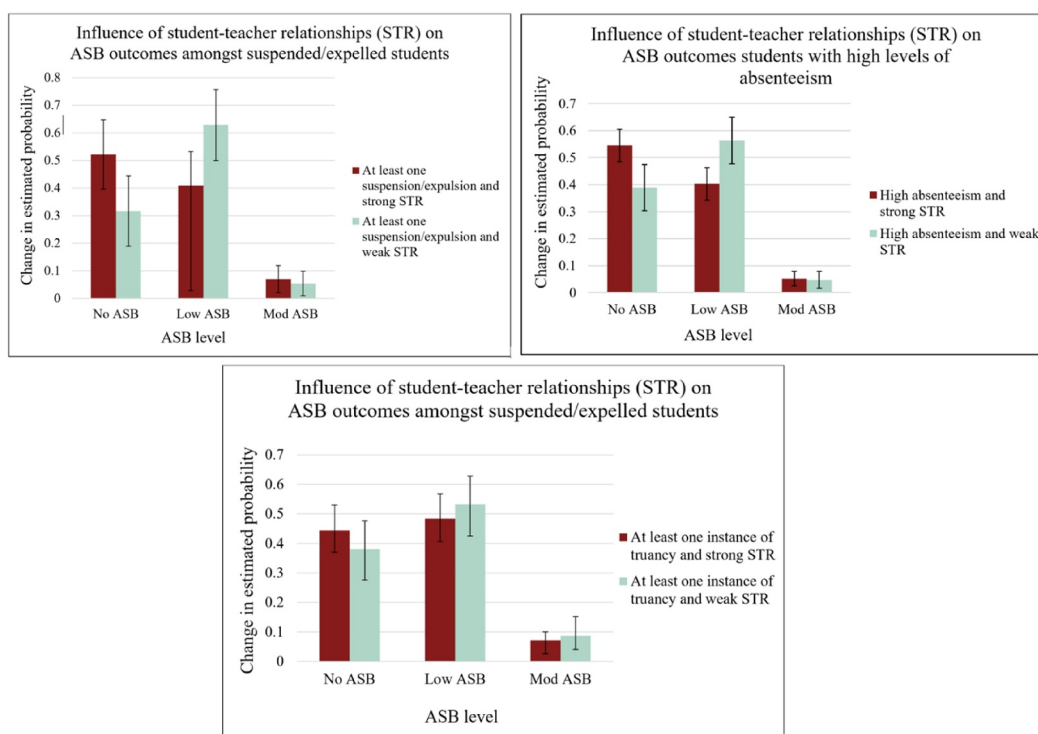 Influence of student-teacher relationships (STR) on
ASB outcomes amongst suspended/expelled students
Change in estimated probability
0.8
0.7
0.6
0.5
0.4
0.3
0.2
0.1
0
No ASB
Low ASB
Mod ASB
ASB level
At least one
suspension/expulsion and
strong STR
At least one
suspension/expulsion and
weak STR
Influence of student-teacher relationships (STR) on
ASB outcomes students with high levels of
absenteeism
Change in estimated probability
0.7
0.6
0.5
0.4
0.3
0.2
0.1
0
No ASB
Low ASB
Mod ASB
ASB level
High absenteeism and
strong STR
High absenteeism and weak
STR
Influence of student-teacher relationships (STR) on
ASB outcomes amongst suspended/expelled students
Change in estimated probability
0.7
0.6
0.5
0.4
0.3
0.2
0.1
0
No ASB
Low ASB
Mod ASB
ASB level
At least one instance of
truancy and strong STR
At least one instance of
truancy and weak STR